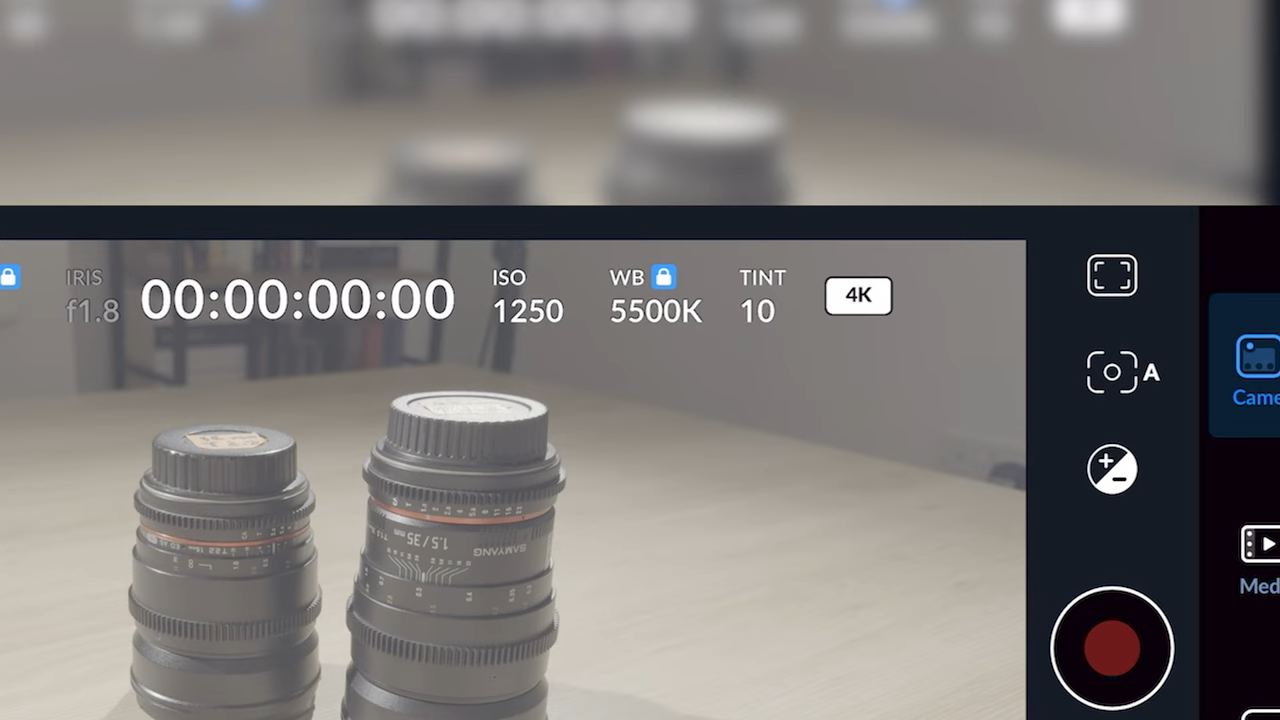 IRIS
f1.8
00:00:00:00
ISO
1250
WB
5500K
TINT
10
4K
A
Came
Med
1.5/35mm
SAMYANG